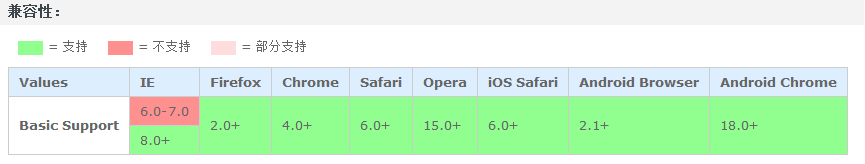 兼容性：
= 支持 = 不支持 = 部分支持
Values IE Firefox Chrome Safari Opera iOS Safari Android Browser Android Chrome
6.0-7.0
Basic Support 2.0+ 4.0+ 6.0+ 15.0+ 6.0+ 2.1+ 18.0+
8.0+